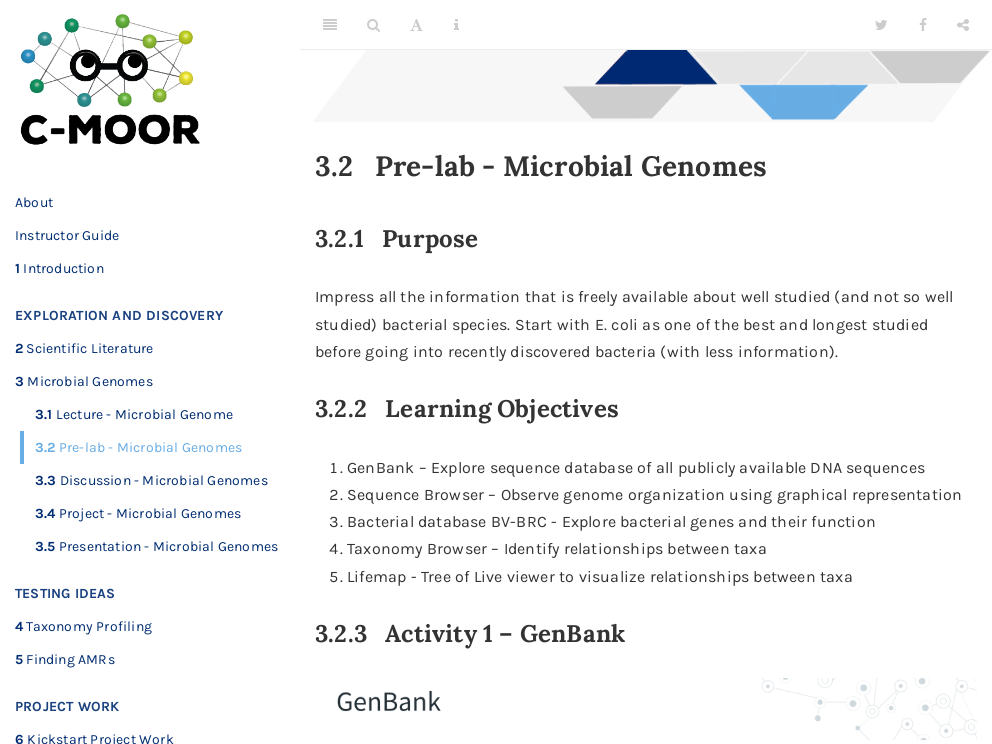 C-MOOR
About
Instructor Guide
1 Introduction
EXPLORATION AND DISCOVERY
2 Scientific Literature
3 Microbial Genomes
3.1 Lecture - Microbial Genome
3.2 Pre-lab - Microbial Genomes
3.3 Discussion - Microbial Genomes
3.4 Project - Microbial Genomes
3.5 Presentation - Microbial Genomes
TESTING IDEAS
4 Taxonomy Profiling
5 Finding AMRs
PROJECT WORK
6 Kickstart Project Work
3.2 Pre-lab - Microbial Genomes
3.2.1 Purpose
Impress all the information that is freely available about well studied (and not so well
studied) bacterial species. Start with E. coli as one of the best and longest studied
before going into recently discovered bacteria (with less information).
3.2.2 Learning Objectives
1. GenBank – Explore sequence database of all publicly available DNA sequences
2. Sequence Browser – Observe genome organization using graphical representation
3. Bacterial database BV-BRC - Explore bacterial genes and their function
4. Taxonomy Browser – Identify relationships between taxa
5. Lifemap - Tree of Live viewer to visualize relationships between taxa
3.2.3 Activity 1 – GenBank
GenBank